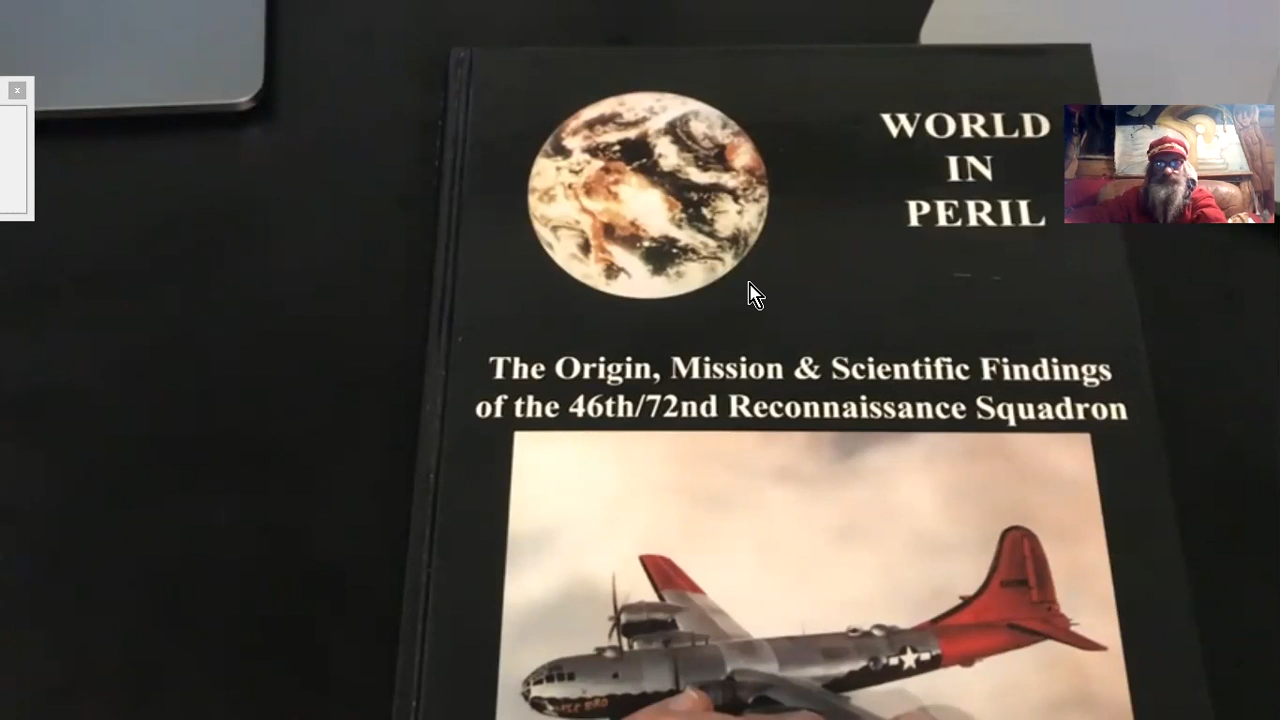 WORLD
IN
PERIL
The Origin, Mission & Scientific Findings
of the 46th/72nd Reconnaissance Squadron